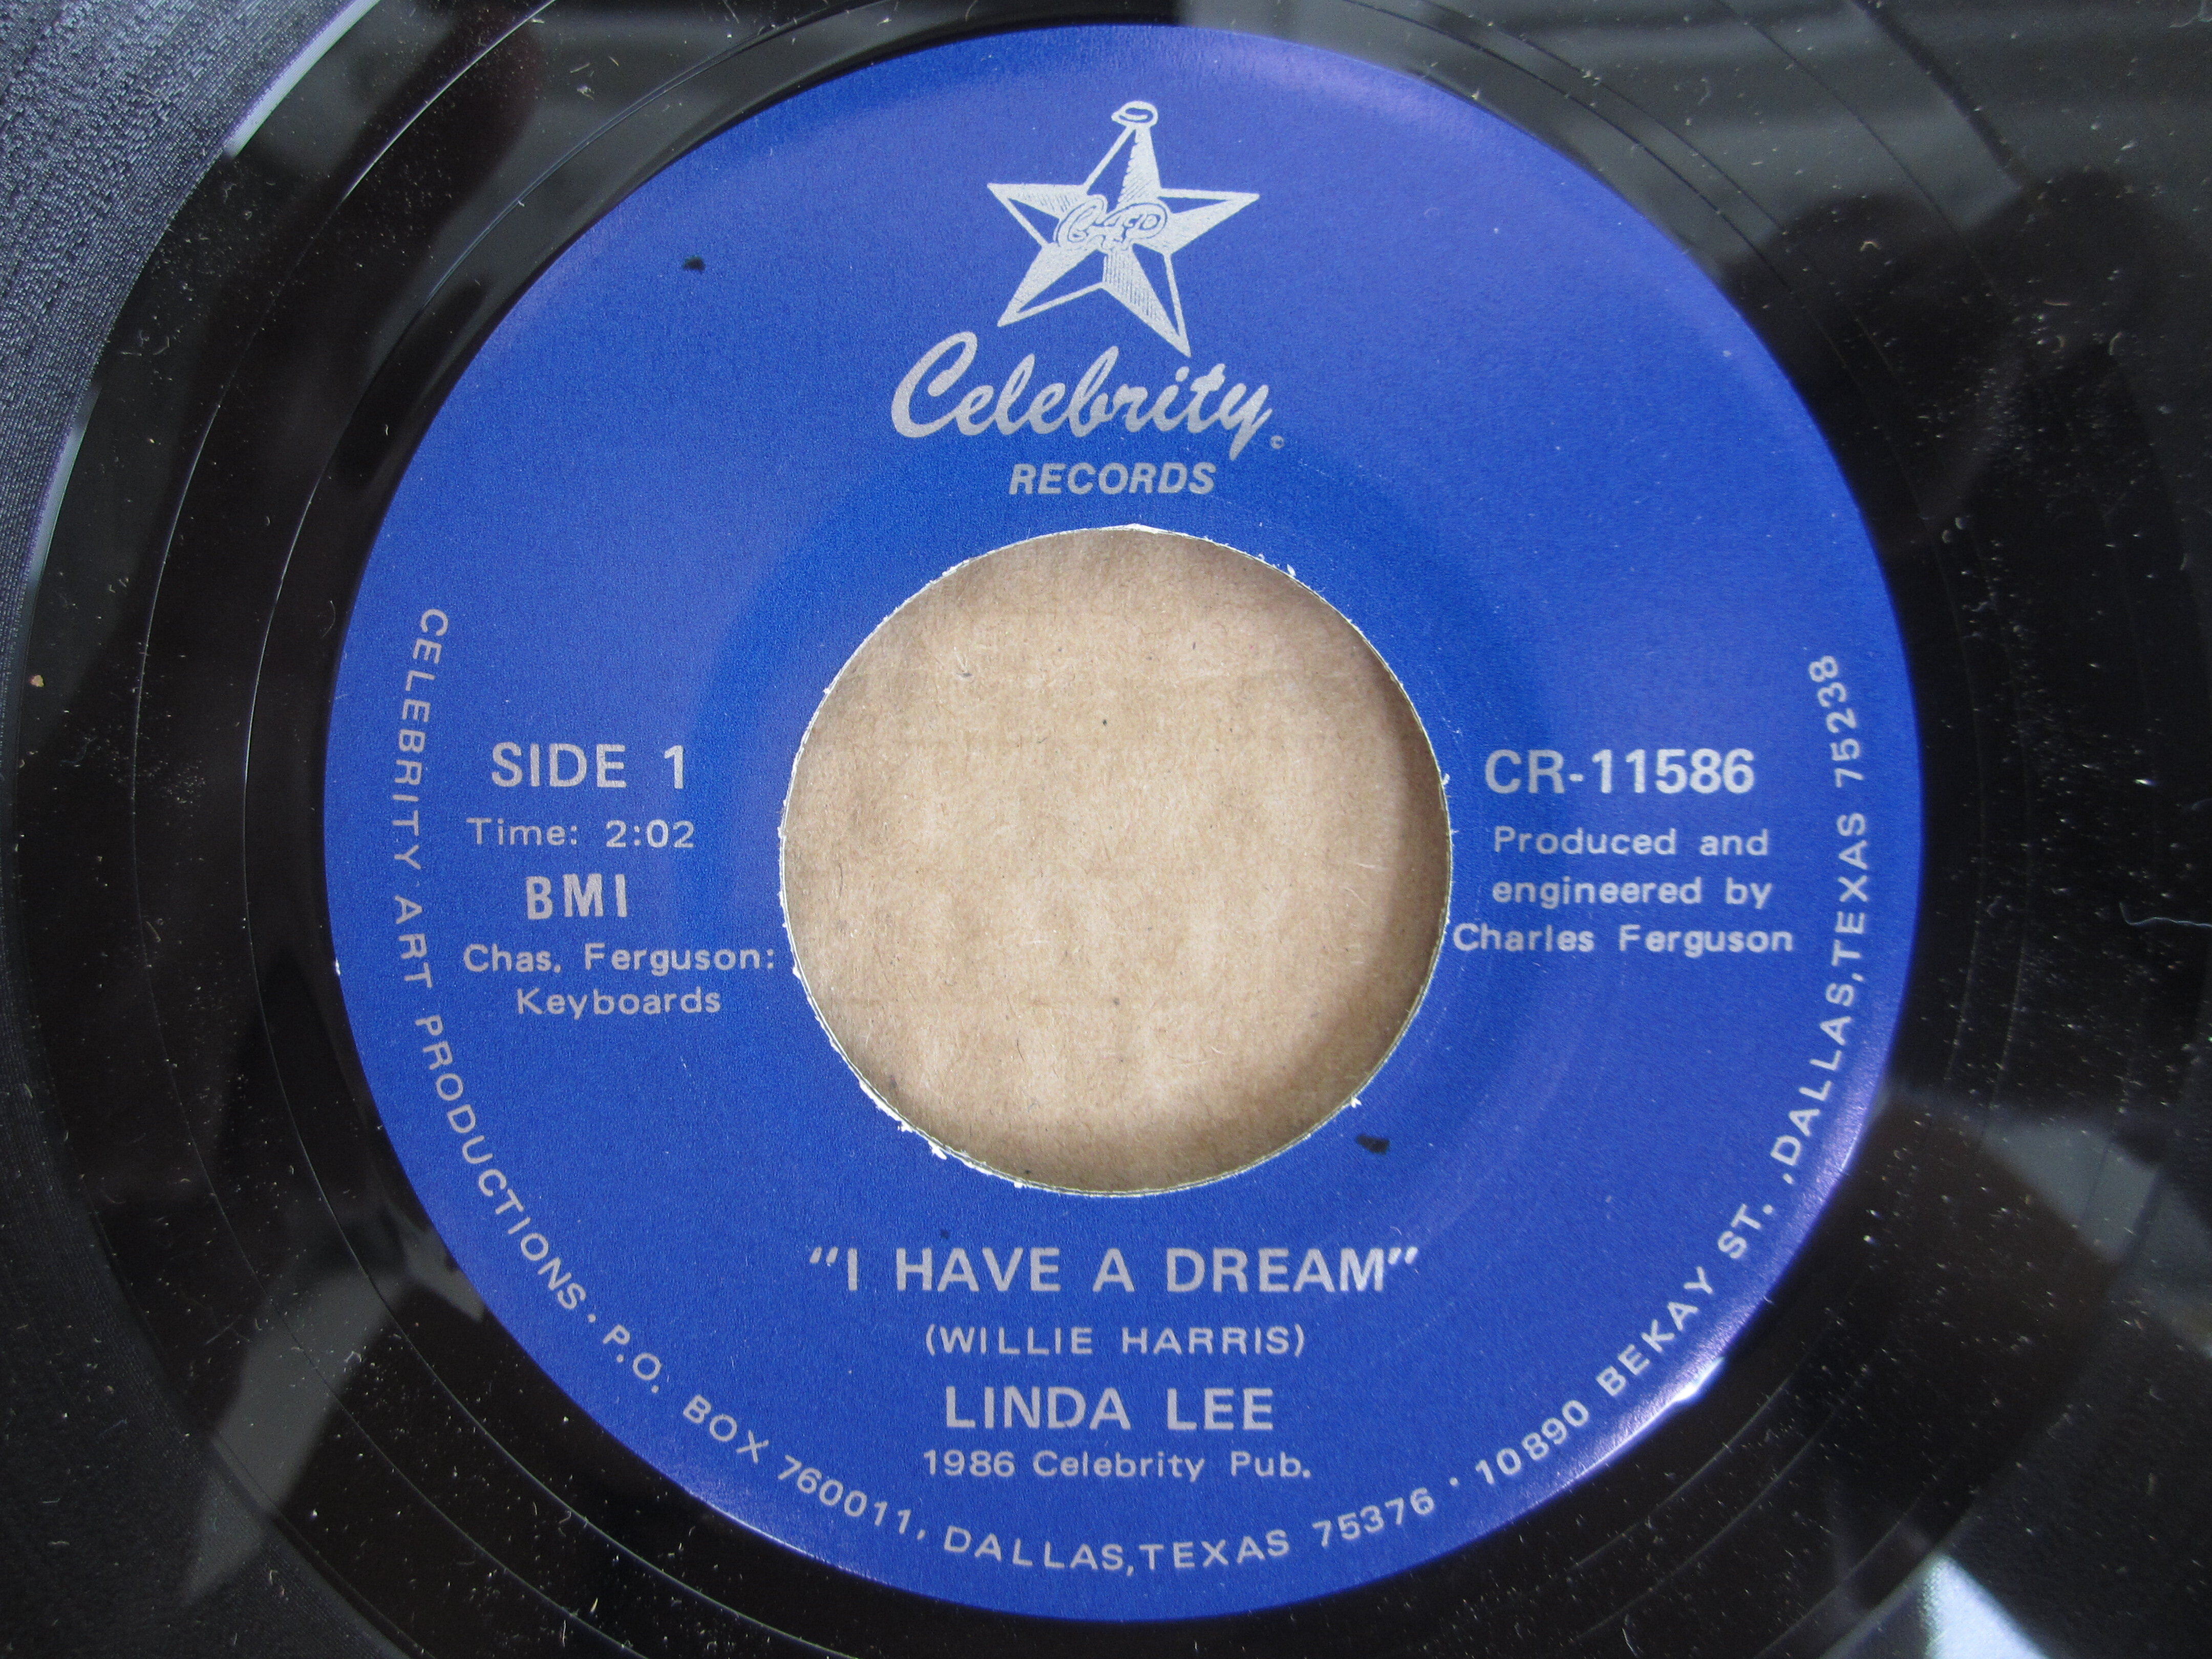 Celebrity
RECORDS
SIDE 1
Time: 2:02
BMI
Chas. Ferguson:
Keyboards
CR-11586
Produced and
engineered by
Charles Ferguson
"I HAVE A DREAM"
(WILLIE HARRIS)
LINDA LEE
1986 Celebrity Pub.
CELEBRITY ART PRODUCTIONS · P.O. BOX 760011, DALLAS, TEXAS 75376 · 10890 BEKAY ST., DALLAS, TEXAS 75238